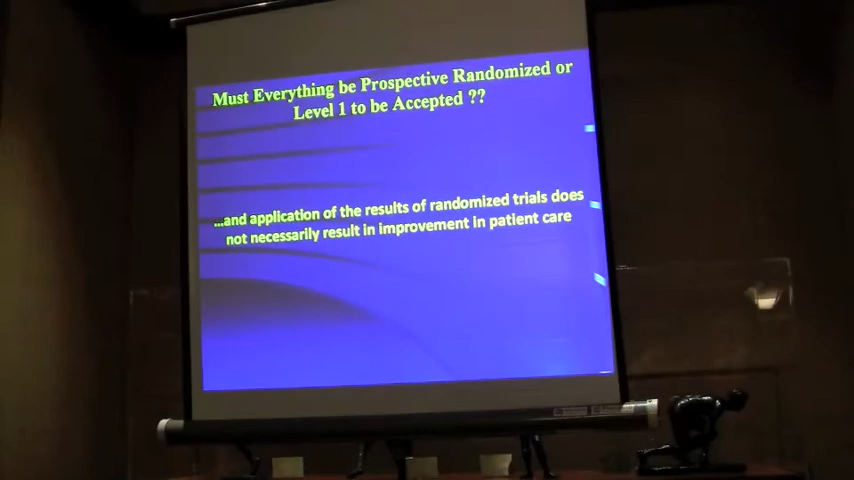 Must Everything be Prospective Randomized or
Level 1 to be Accepted ??
...and application of the results of randomized trials does
not necessarily result in improvement in patient care